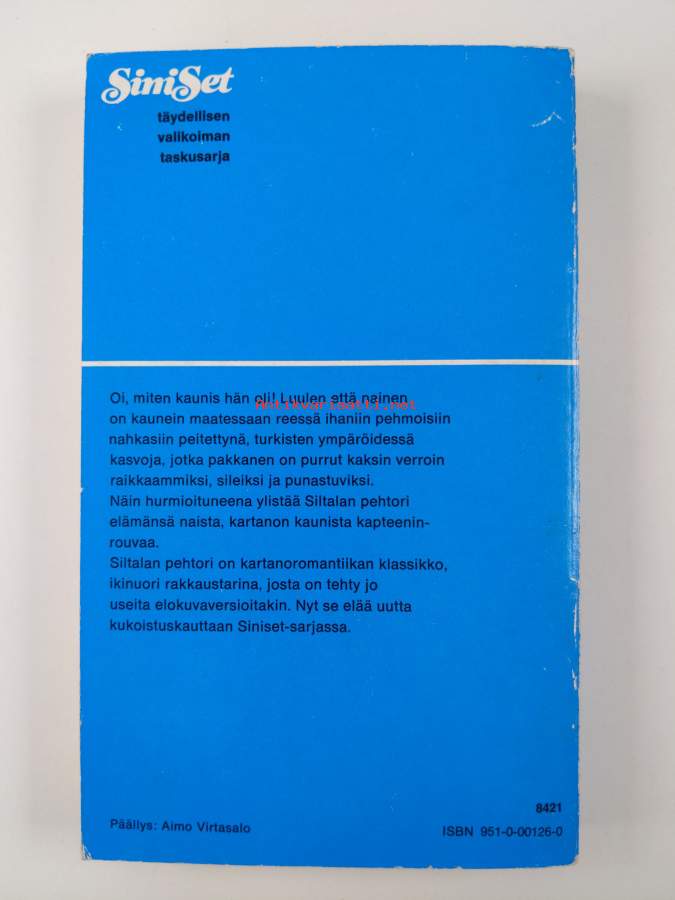 SiniSet
täydellisen
valikoiman
taskusarja
Oi, miten kaunis hän oli! Luulen että nainen
Antikvarisatti.net
on kaunein maatessaan reessä ihaniin pehmoisiin
nahkasiin peitettynä, turkisten ympäröidessä
kasvoja, jotka pakkanen on purrut kaksin verroin
raikkaammiksi, sileiksi ja punastuviksi.
Näin hurmioituneena ylistää Siltalan pehtori
elämänsä naista, kartanon kaunista kapteenin-
rouvaa.
Siltalan pehtori on kartanoromantiikan klassikko,
ikinuori rakkaustarina, josta on tehty jo
useita elokuvaversioitakin. Nyt se elää uutta
kukoistuskauttaan Siniset-sarjassa.
8421
Päällys: Aimo Virtasalo
ISBN 951-0-00126-0